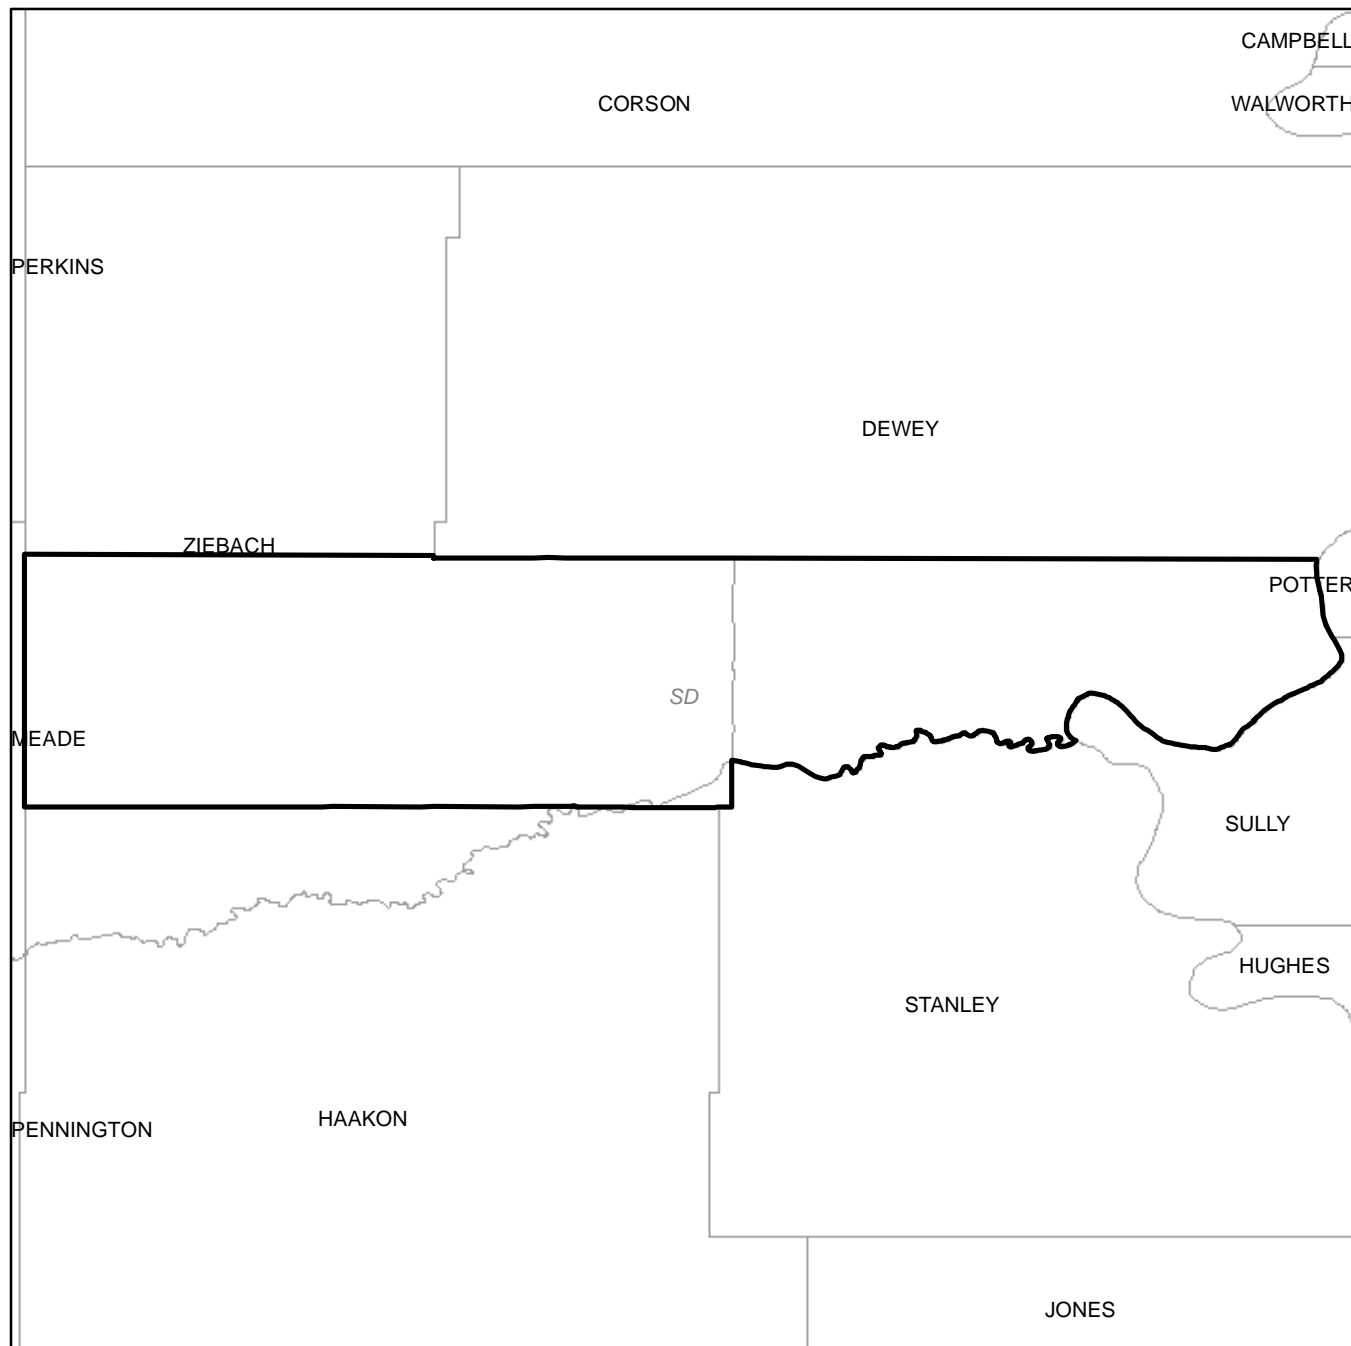 CAMPBELL
CORSON
WALWORTH
PERKINS
DEWEY
ZIEBACH
POTTER
SD
MEADE
SULLY
HUGHES
STANLEY
HAAKON
PENNINGTON
JONES